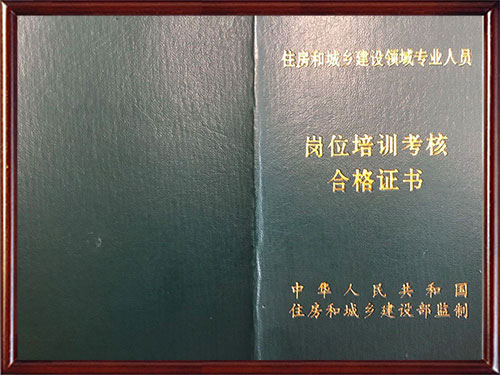 住房和城乡建设领域专业人员
岗位培训考核
合格证书
中华人民共和国
住房和城乡建设部监制